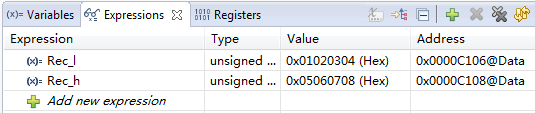 (x)= Variables Expressions 1010 0101 Registers
Expression Type Value Address
(x)= Rec_l unsigned ... 0x01020304 (Hex) 0x0000C106@Data
(x)= Rec_h unsigned ... 0x05060708 (Hex) 0x0000C108@Data
Add new expression